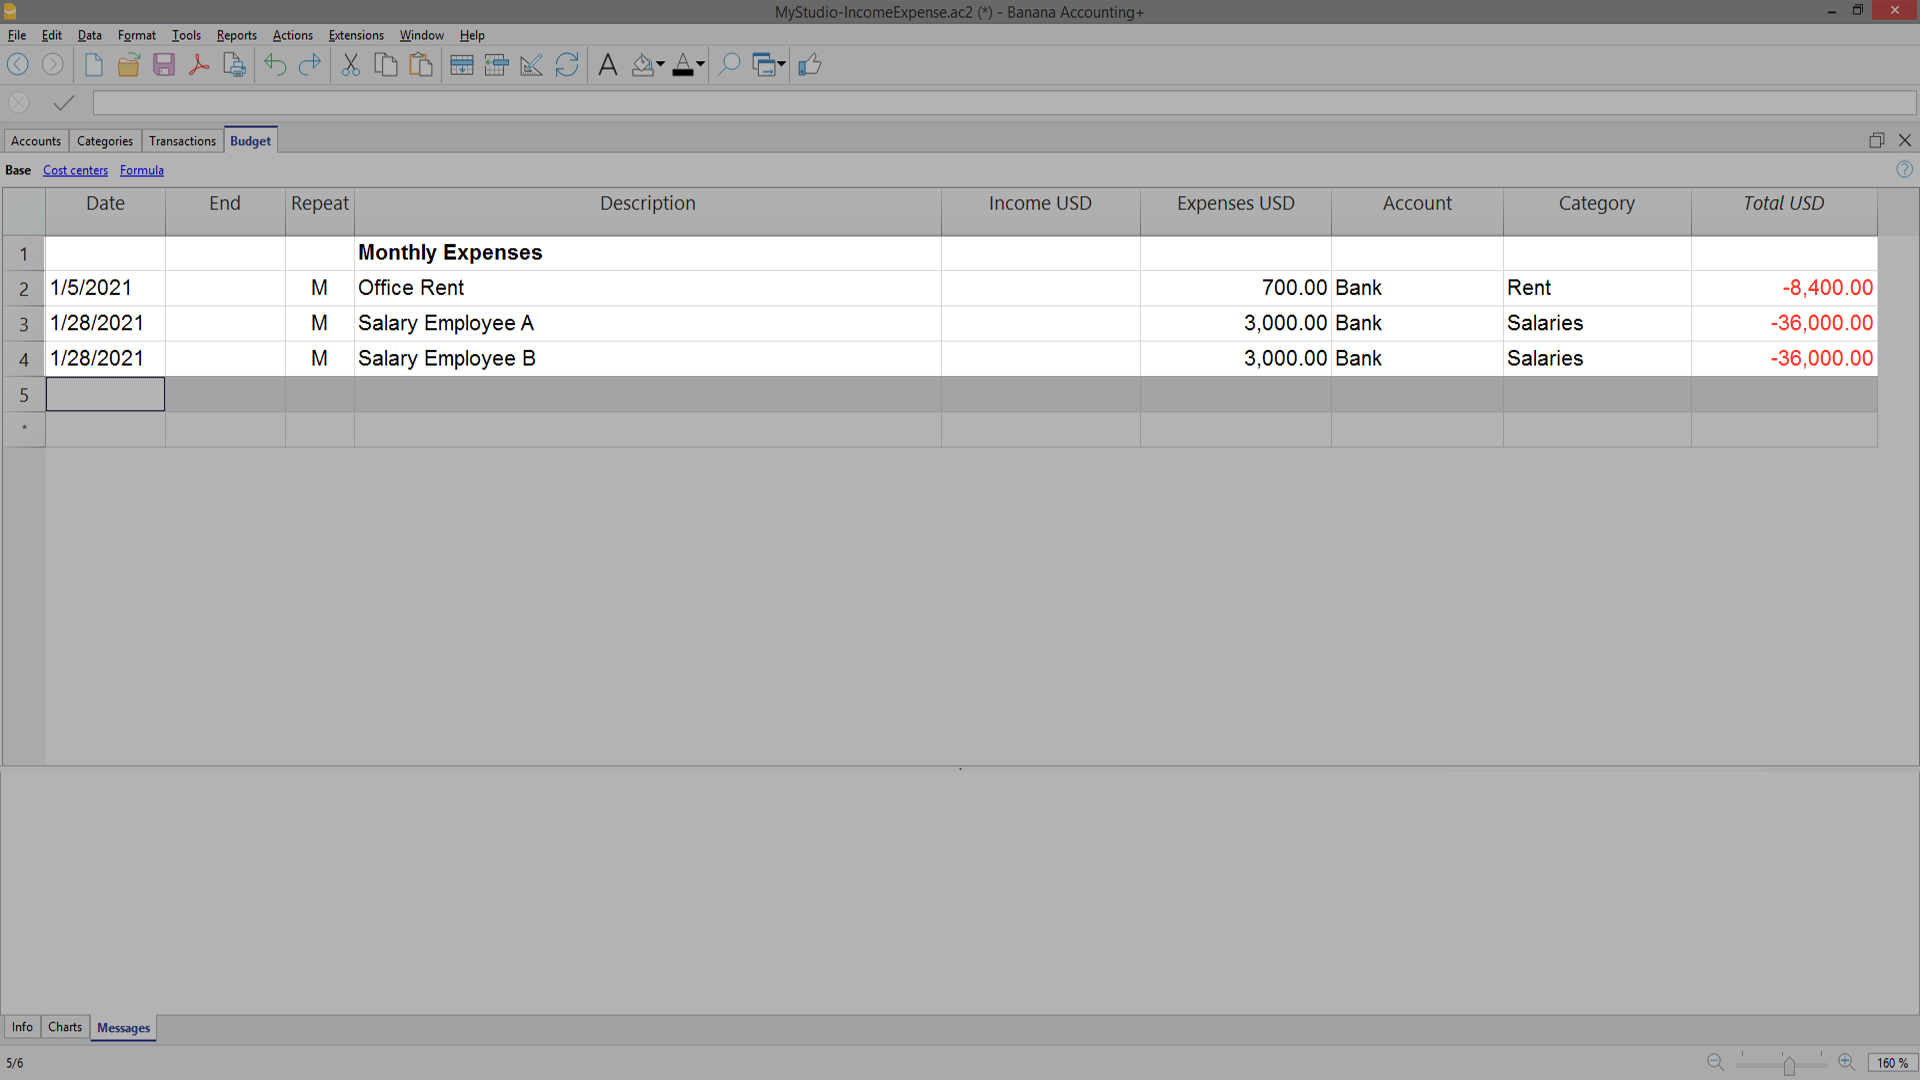 MyStudio-IncomeExpense.ac2 (*) - Banana Accounting+
File Edit Data Format Tools Reports Actions Extensions Window Help
Accounts Categories Transactions Budget
Base Cost centers Formula
Date End Repeat Description Income USD Expenses USD Account Category Total USD
1 Monthly Expenses
2 1/5/2021 M Office Rent 700.00 Bank Rent -8,400.00
3 1/28/2021 M Salary Employee A 3,000.00 Bank Salaries -36,000.00
4 1/28/2021 M Salary Employee B 3,000.00 Bank Salaries -36,000.00
5
*
Info Charts Messages
5/6 160 %